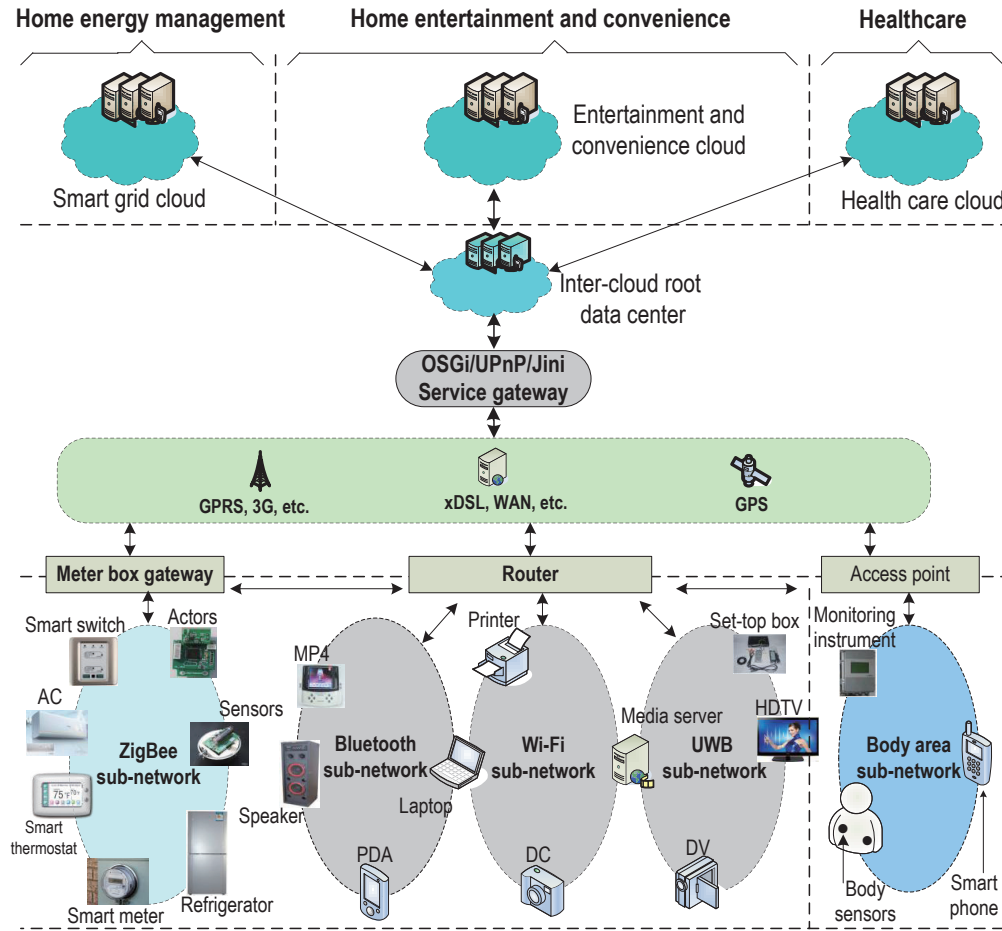 Home energy management
Home entertainment and convenience
Healthcare
Entertainment and
convenience cloud
Smart grid cloud
Health care cloud
Inter-cloud root
data center
OSGi/UPnP/Jini
Service gateway
GPRS, 3G, etc.
xDSL, WAN, etc.
GPS
Meter box gateway
Router
Access point
Smart switch
Actors
Printer
Set-top box
Monitoring
instrument
MP4
AC
Sensors
Media server
HDTV
ZigBee
sub-network
Bluetooth
sub-network
Wi-Fi
sub-network
UWB
sub-network
Body area
sub-network
75°F
Laptop
Speaker
Smart
thermostat
PDA
DC
DV
Smart meter
Refrigerator
Body
sensors
Smart
phone